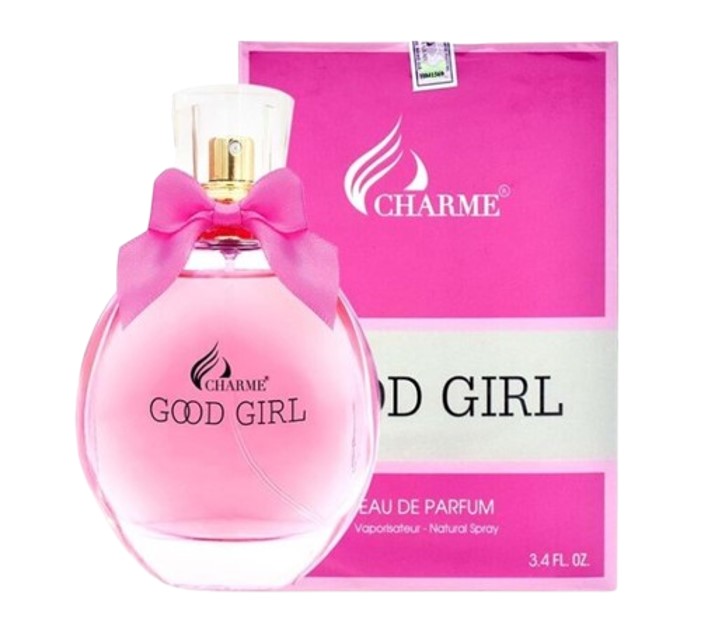 CHARME®
OD GIRL
EAU DE PARFUM
Vaporisateur - Natural Spray
3.4 FL. OZ.
CHARME®
GOOD GIRL